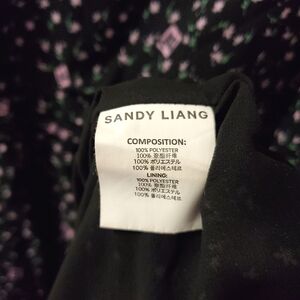 SANDY LIANG
COMPOSITION:
100% POLYESTER
100% 聚酯纤维
100% ポリエステル
100% 폴리에스테르
LINING:
100% POLYESTER
100% 聚酯纤维
100% ポリエステル
100% 폴리에스테르